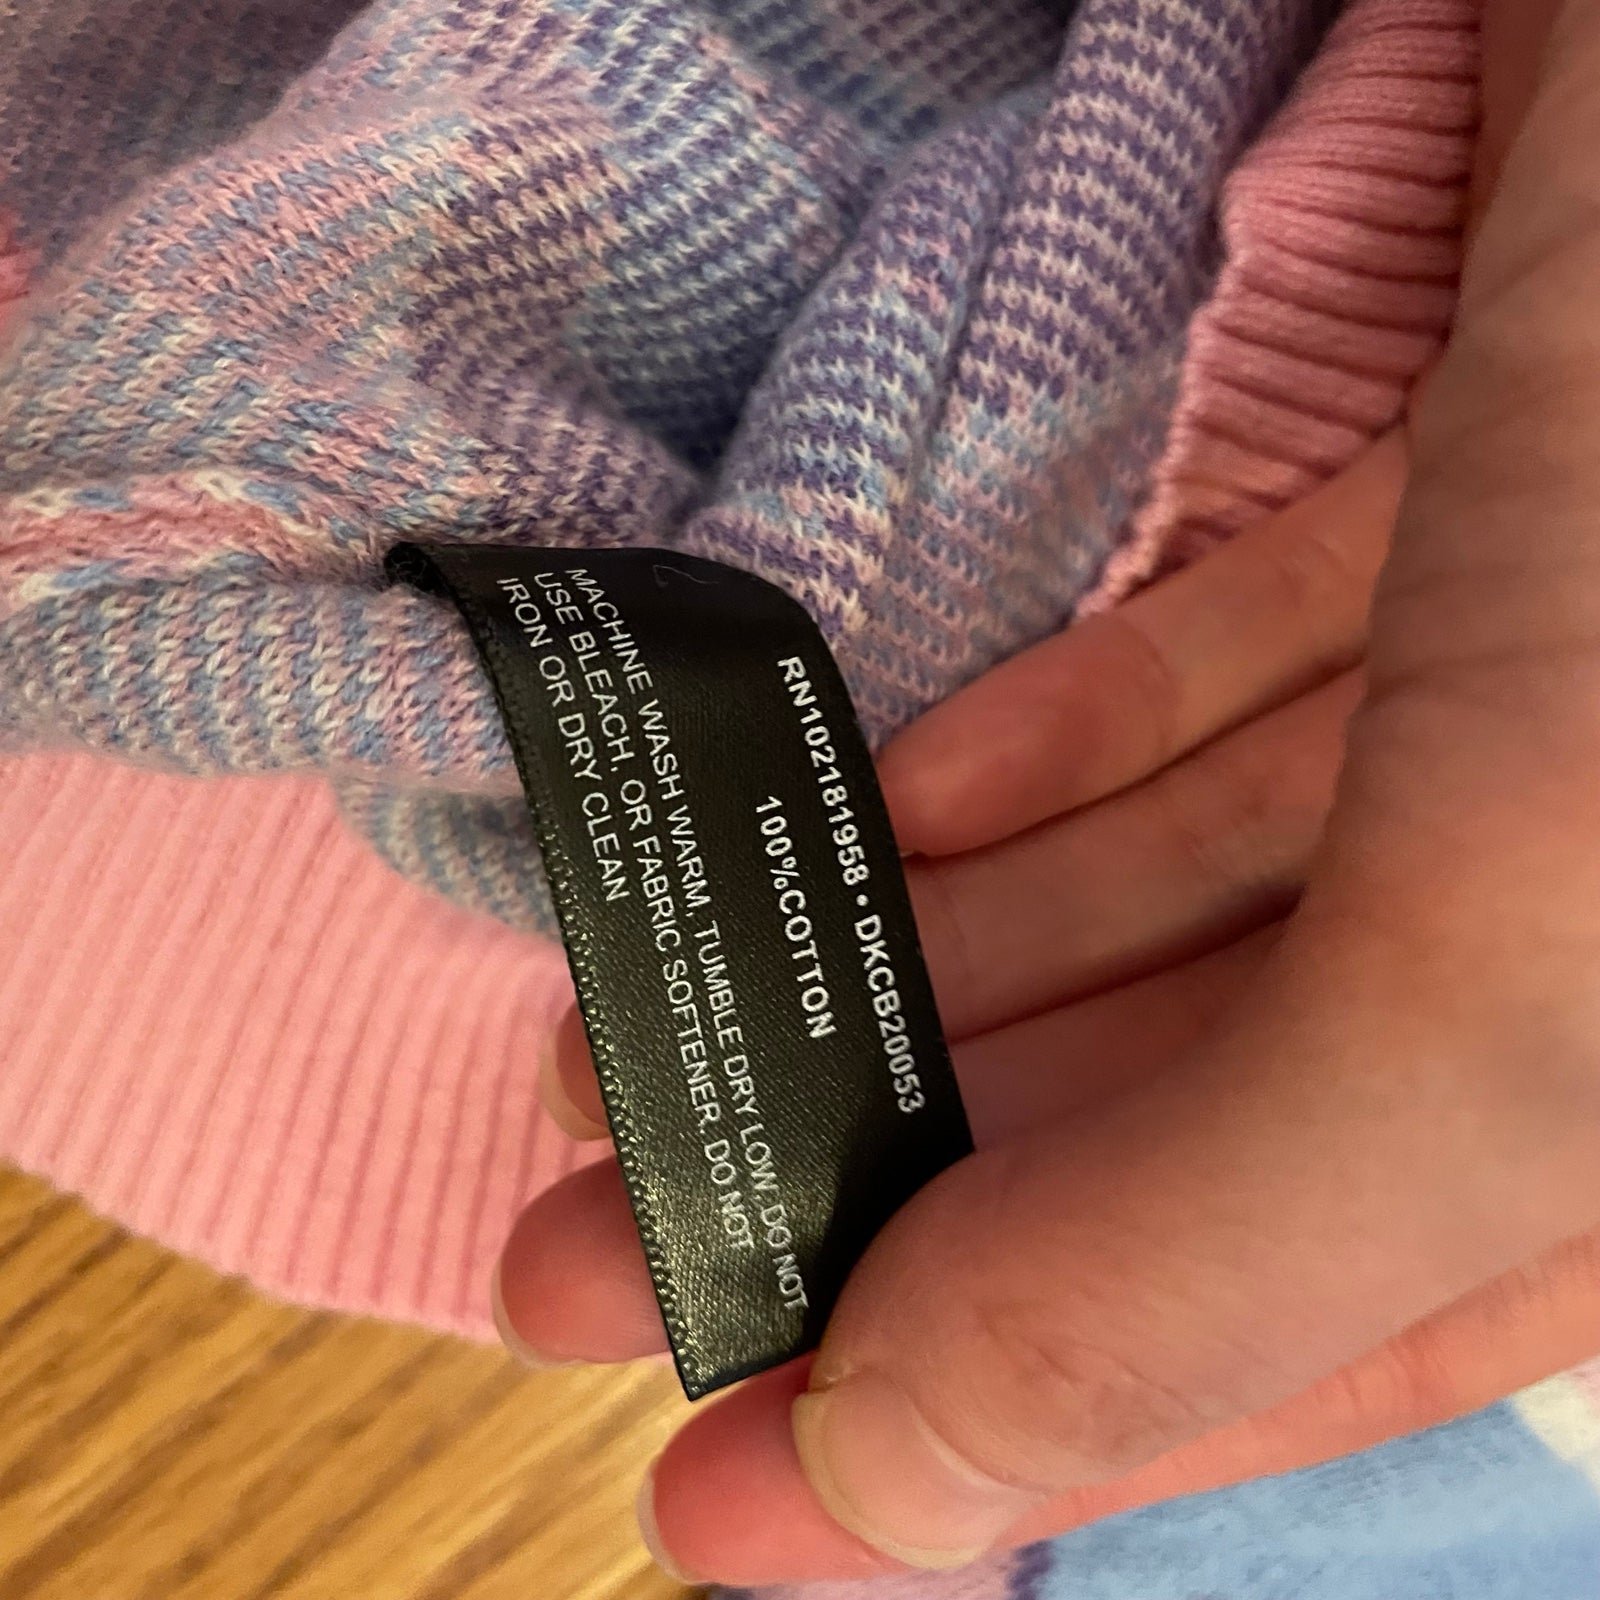 RN102181958 • DKCB20053
100%COTTON
MACHINE WASH WARM, TUMBLE DRY LOW, DO NOT
USE BLEACH, OR FABRIC SOFTENER, DO NOT
IRON OR DRY CLEAN